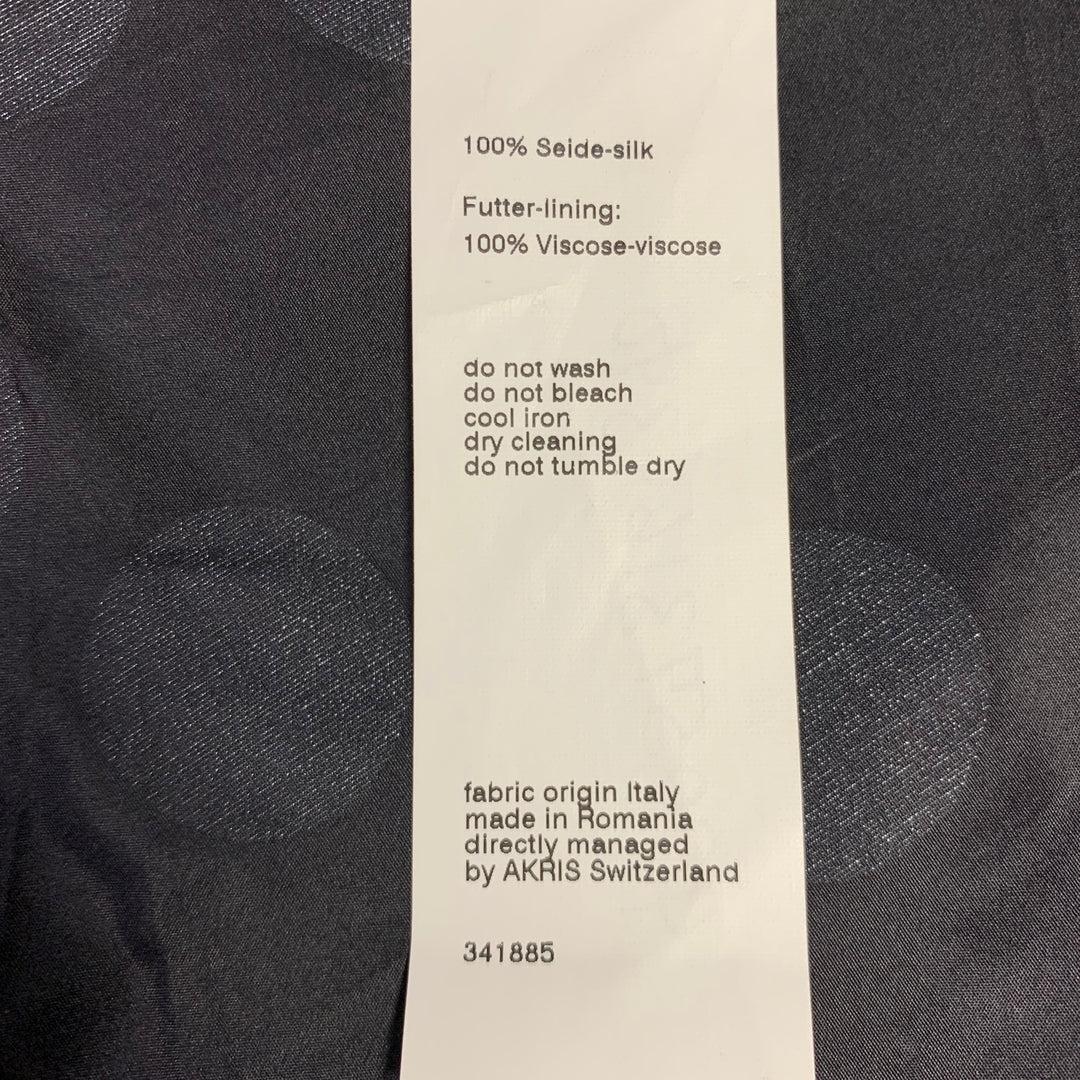 100% Seide-silk
Futter-lining:
100% Viscose-viscose
do not wash
do not bleach
cool iron
dry cleaning
do not tumble dry
fabric origin Italy
made in Romania
directly managed
by AKRIS Switzerland
341885